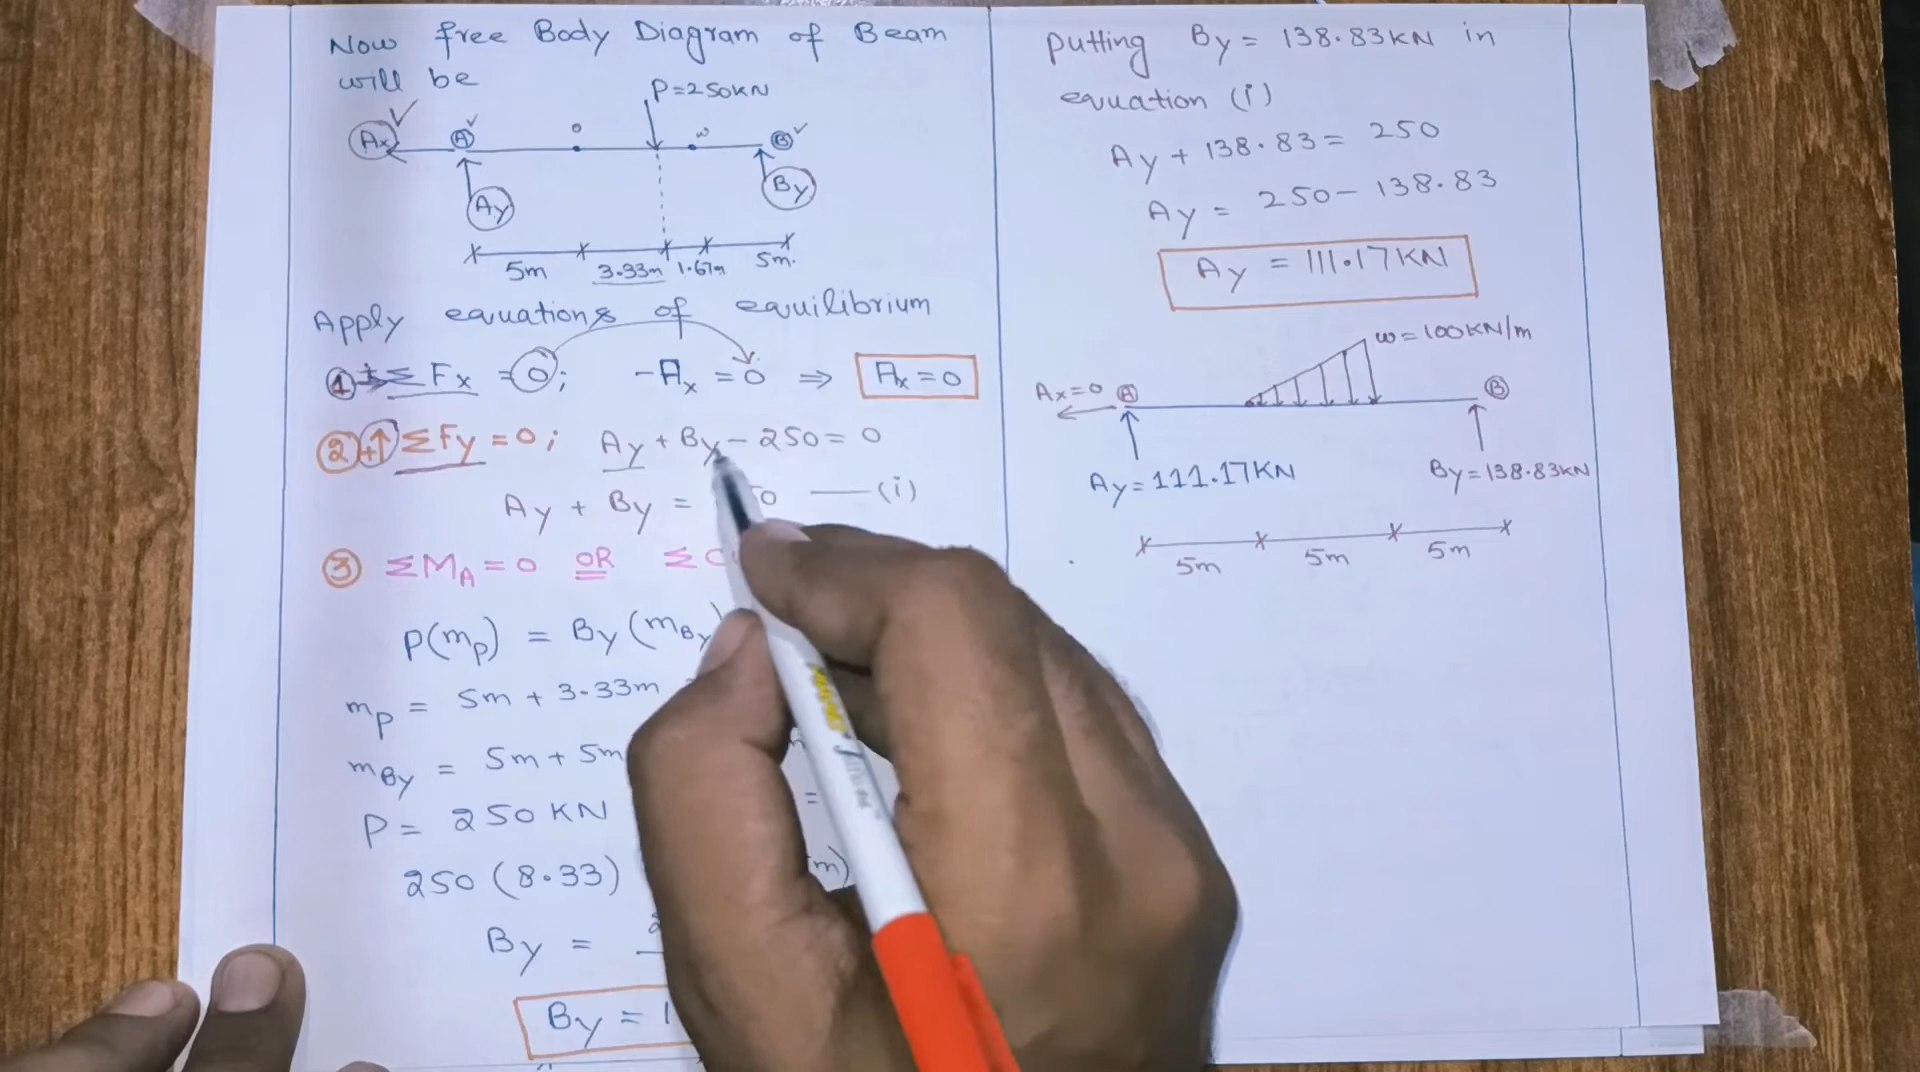 Now free Body Diagram of Beam
will be
P=250KN
Ax A w B
Ay By
5m 3.33m 1.67m 5m.
Apply equations of equilibrium
① + ΣFx = 0; -Ax = 0 ⇒ Ax = 0
② +↑ ΣFy = 0; Ay + By - 250 = 0
Ay + By = 50 — (i)
③ ΣMA = 0 OR Σ C
P(mp) = By (mBy)
mp = 5m + 3.33m
mBy = 5m + 5m
P = 250 KN =
250 (8.33) m)
By =
By = 1
putting By = 138.83KN in
equation (i)
Ay + 138.83 = 250
Ay = 250 - 138.83
Ay = 111.17KN
w = 100KN/m
Ax=0 A B
Ay = 111.17KN By = 138.83KN
5m 5m 5m